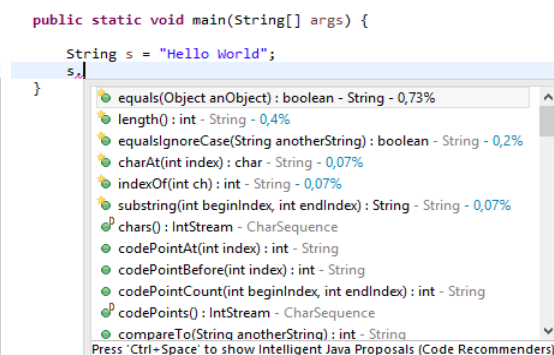 public static void main(String[] args) {
String s = "Hello World";
s.
}
equals(Object anObject) : boolean - String - 0,73%
length() : int - String - 0,4%
equalsIgnoreCase(String anotherString) : boolean - String - 0,2%
charAt(int index) : char - String - 0,07%
indexOf(int ch) : int - String - 0,07%
substring(int beginIndex, int endIndex) : String - String - 0,07%
chars() : IntStream - CharSequence
codePointAt(int index) : int - String
codePointBefore(int index) : int - String
codePointCount(int beginIndex, int endIndex) : int - String
codePoints() : IntStream - CharSequence
compareTo(String anotherString) : int - String
Press 'Ctrl+Space' to show Intelligent Java Proposals (Code Recommenders)